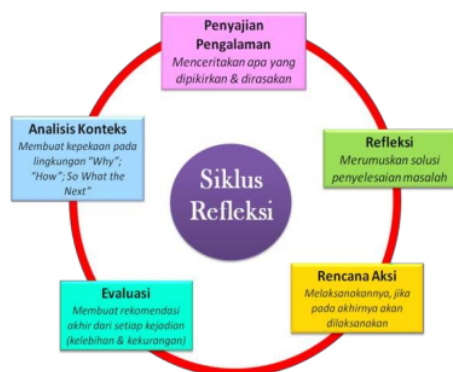 Penyajian
Pengalaman
Menceritakan apa yang
dipikirkan & dirasakan
Analisis Konteks
Membuat kepekaan pada
lingkungan “Why”;
“How”; So What the
Next”
Siklus
Refleksi
Refleksi
Merumuskan solusi
penyelesaian masalah
Evaluasi
Membuat rekomendasi
akhir dari setiap kejadian
(kelebihan & kekurangan)
Rencana Aksi
Melaksanakannya, jika
pada akhirnya akan
dilaksanakan